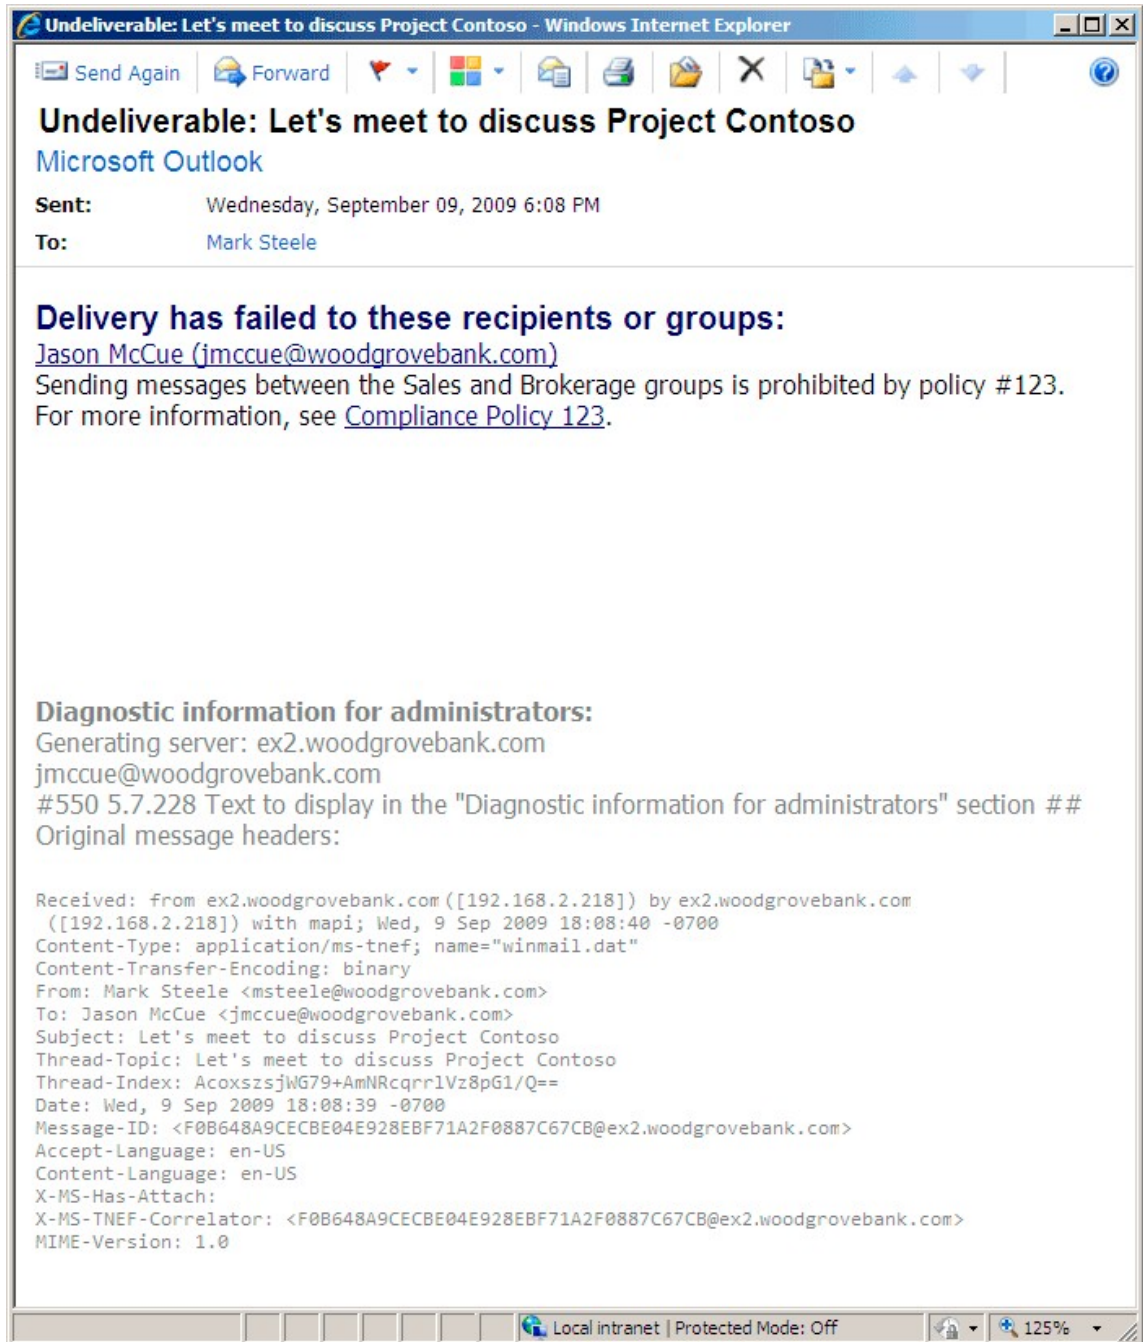 Undeliverable: Let's meet to discuss Project Contoso - Windows Internet Explorer
Send Again Forward
Undeliverable: Let's meet to discuss Project Contoso
Microsoft Outlook
Sent: Wednesday, September 09, 2009 6:08 PM
To: Mark Steele
Delivery has failed to these recipients or groups:
Jason McCue (jmccue@woodgrovebank.com)
Sending messages between the Sales and Brokerage groups is prohibited by policy #123.
For more information, see Compliance Policy 123.
Diagnostic information for administrators:
Generating server: ex2.woodgrovebank.com
jmccue@woodgrovebank.com
#550 5.7.228 Text to display in the "Diagnostic information for administrators" section ##
Original message headers:
Received: from ex2.woodgrovebank.com ([192.168.2.218]) by ex2.woodgrovebank.com
([192.168.2.218]) with mapi; Wed, 9 Sep 2009 18:08:40 -0700
Content-Type: application/ms-tnef; name="winmail.dat"
Content-Transfer-Encoding: binary
From: Mark Steele <msteele@woodgrovebank.com>
To: Jason McCue <jmccue@woodgrovebank.com>
Subject: Let's meet to discuss Project Contoso
Thread-Topic: Let's meet to discuss Project Contoso
Thread-Index: AcoxszsjWG79+AmNRcqrrlVz8pG1/Q==
Date: Wed, 9 Sep 2009 18:08:39 -0700
Message-ID: <F0B648A9CECBE04E928EBF71A2F0887C67CB@ex2.woodgrovebank.com>
Accept-Language: en-US
Content-Language: en-US
X-MS-Has-Attach:
X-MS-TNEF-Correlator: <F0B648A9CECBE04E928EBF71A2F0887C67CB@ex2.woodgrovebank.com>
MIME-Version: 1.0
Local intranet | Protected Mode: Off 125%